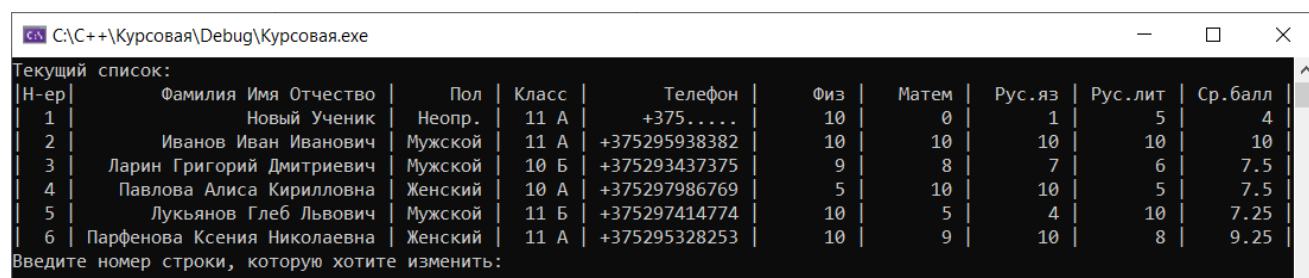 C:\C++\Курсовая\Debug\Курсовая.exe
Текущий список:
|Н-ер| Фамилия Имя Отчество | Пол | Класс | Телефон | Физ | Матем | Рус.яз | Рус.лит | Ср.балл |
| 1 | Новый Ученик | Неопр. | 11 А | +375..... | 10 | 0 | 1 | 5 | 4 |
| 2 | Иванов Иван Иванович | Мужской | 11 А | +375295938382 | 10 | 10 | 10 | 10 | 10 |
| 3 | Ларин Григорий Дмитриевич | Мужской | 10 Б | +375293437375 | 9 | 8 | 7 | 6 | 7.5 |
| 4 | Павлова Алиса Кирилловна | Женский | 10 А | +375297986769 | 5 | 10 | 10 | 5 | 7.5 |
| 5 | Лукьянов Глеб Львович | Мужской | 11 Б | +375297414774 | 10 | 5 | 4 | 10 | 7.25 |
| 6 | Парфенова Ксения Николаевна | Женский | 11 А | +375295328253 | 10 | 9 | 10 | 8 | 9.25 |
Введите номер строки, которую хотите изменить: